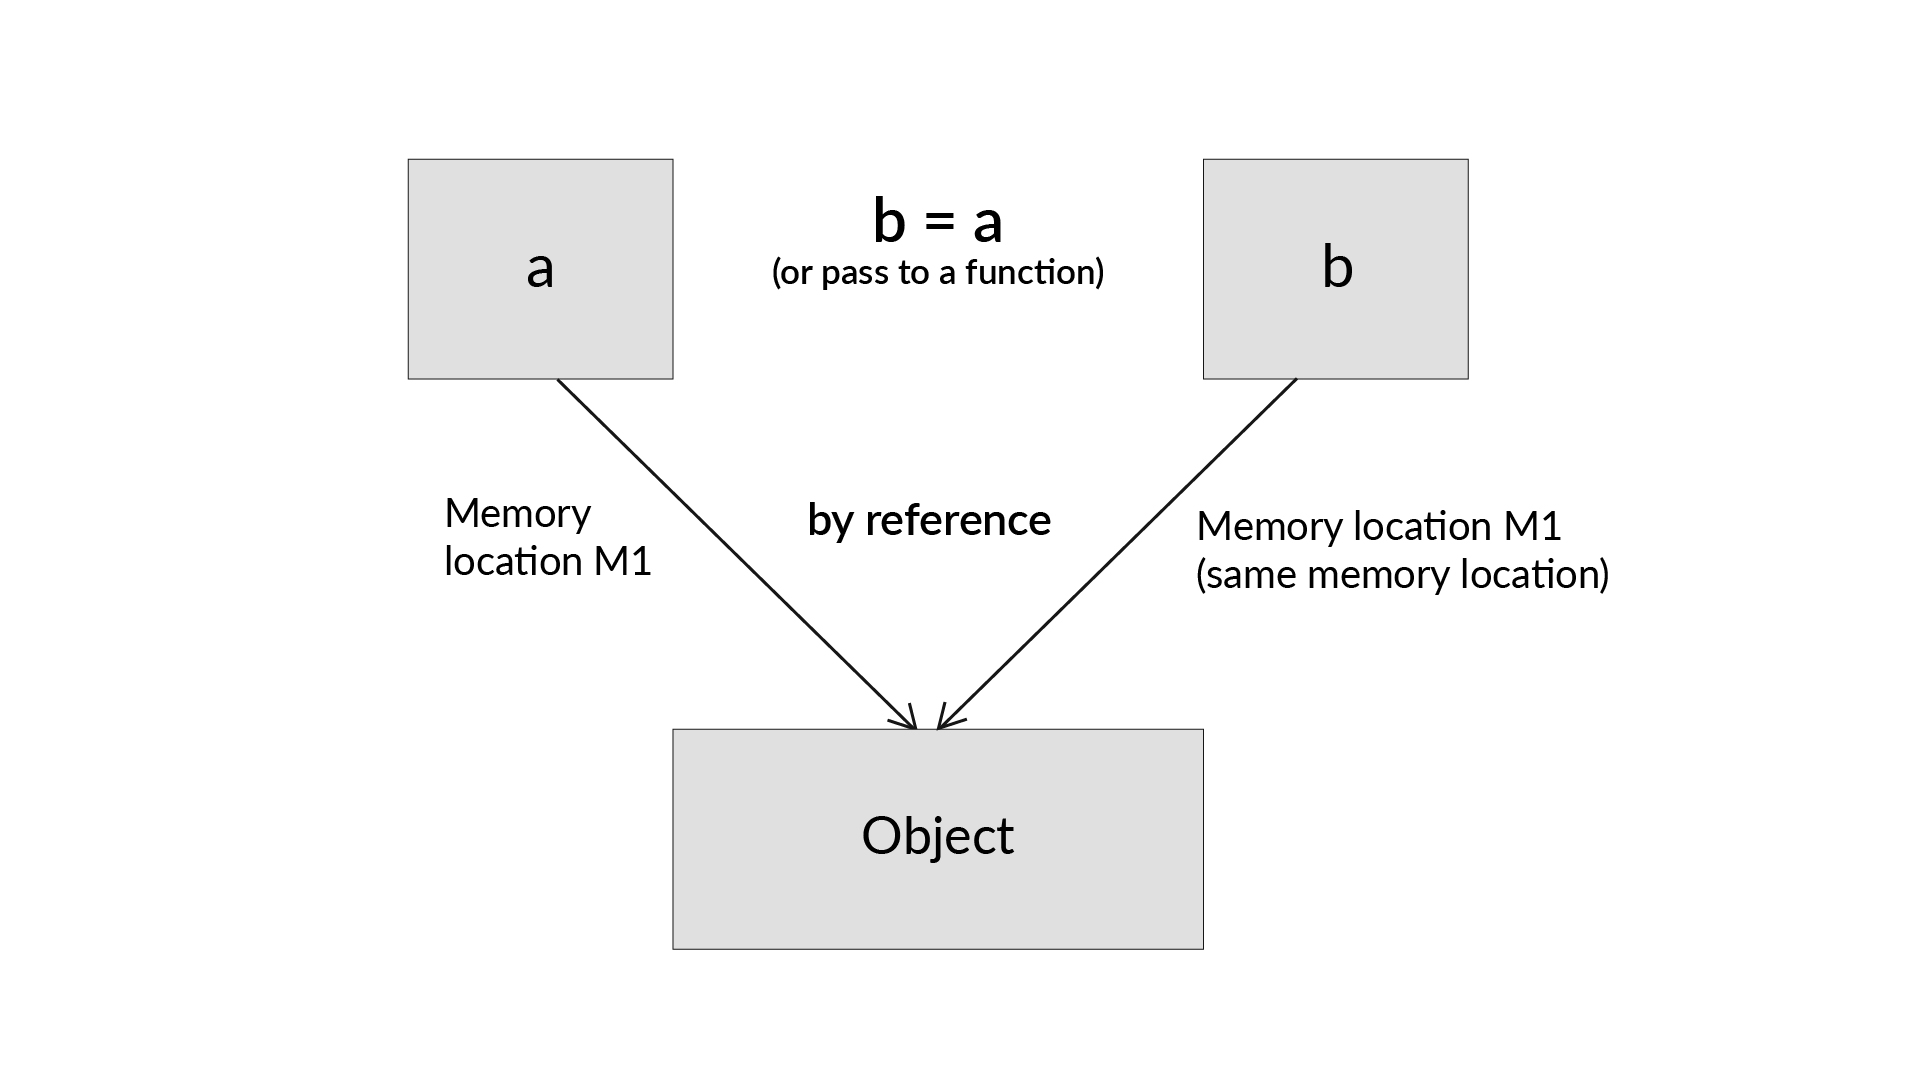 a
b = a
(or pass to a function)
b
Memory
location M1
by reference
Memory location M1
(same memory location)
Object